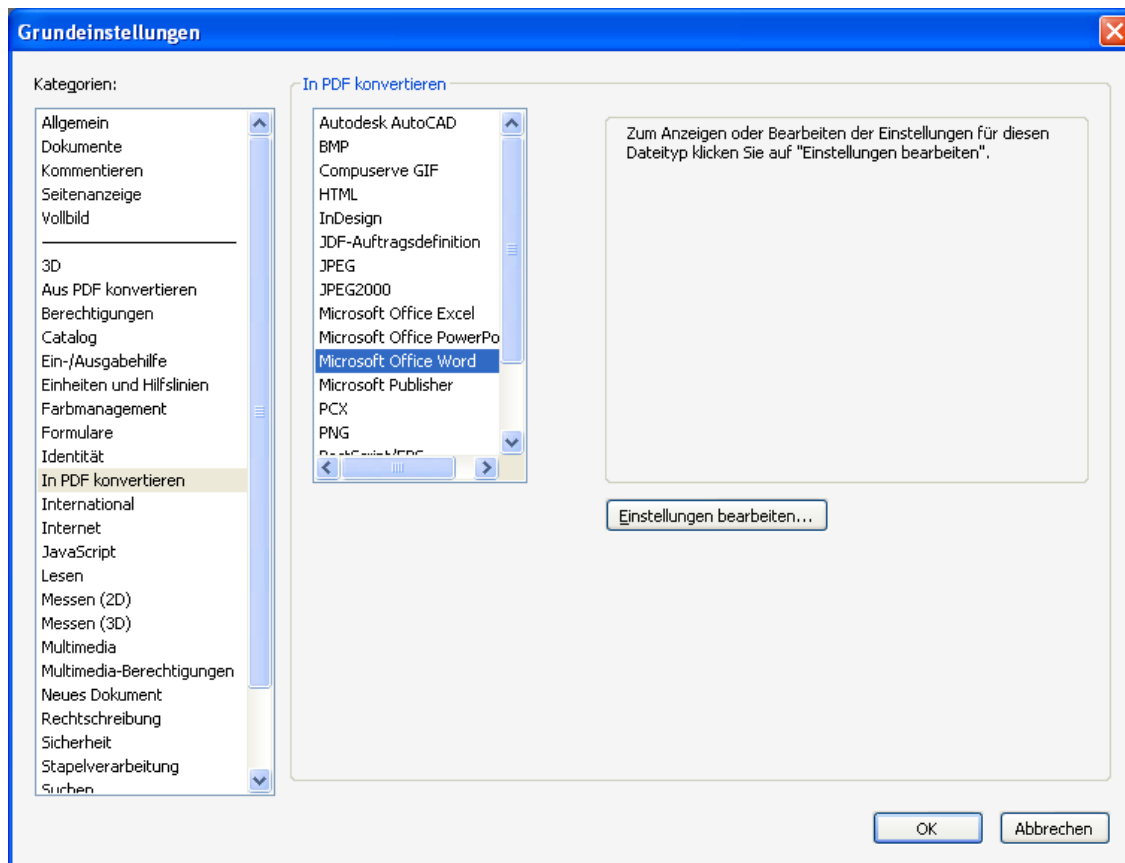 Grundeinstellungen
Kategorien:
Allgemein
Dokumente
Kommentieren
Seitenanzeige
Vollbild
3D
Aus PDF konvertieren
Berechtigungen
Catalog
Ein-/Ausgabehilfe
Einheiten und Hilfslinien
Farbmanagement
Formulare
Identität
In PDF konvertieren
International
Internet
JavaScript
Lesen
Messen (2D)
Messen (3D)
Multimedia
Multimedia-Berechtigungen
Neues Dokument
Rechtschreibung
Sicherheit
Stapelverarbeitung
Suchen
In PDF konvertieren
Autodesk AutoCAD
BMP
Compuserve GIF
HTML
InDesign
JDF-Auftragsdefinition
JPEG
JPEG2000
Microsoft Office Excel
Microsoft Office PowerPo
Microsoft Office Word
Microsoft Publisher
PCX
PNG
PostScript/EPS
Zum Anzeigen oder Bearbeiten der Einstellungen für diesen
Dateityp klicken Sie auf "Einstellungen bearbeiten".
Einstellungen bearbeiten...
OK
Abbrechen